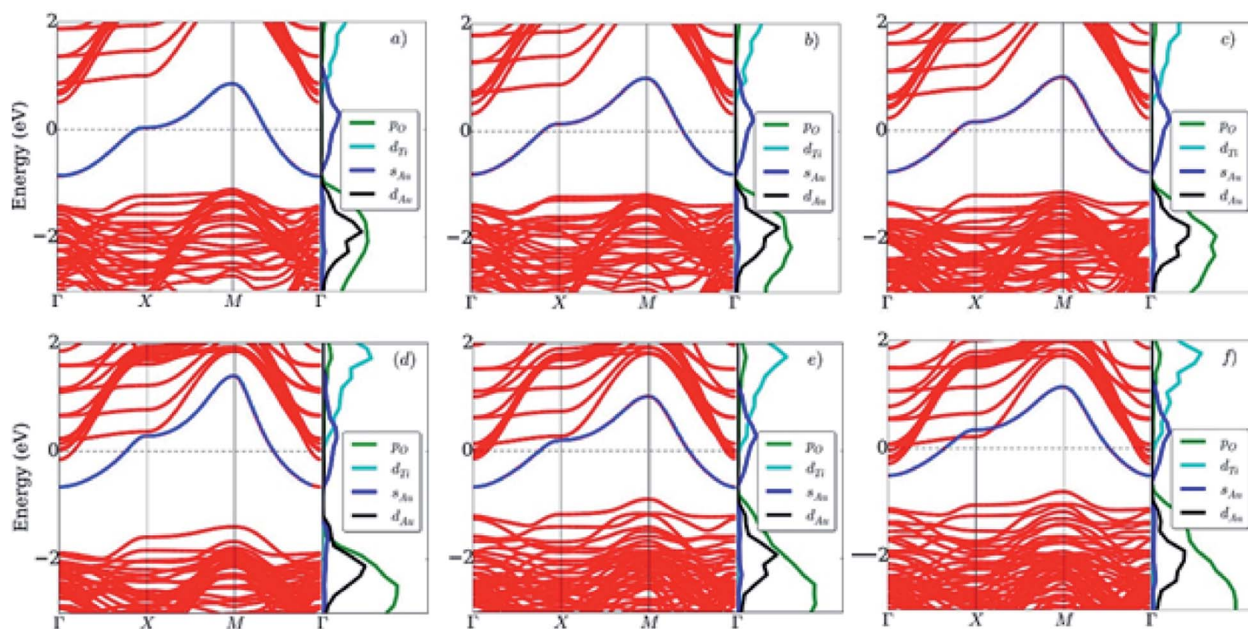 2 a) 2 b) 2 c)
Energy (eV) 0 0 0
p_O p_O p_O
d_Ti d_Ti d_Ti
s_Au s_Au s_Au
d_Au d_Au d_Au
−2 −2 −2
Γ X M Γ Γ X M Γ Γ X M Γ
2 (d) 2 e) 2 f)
Energy (eV) 0 0 0
p_O p_O p_O
d_Ti d_Ti d_Ti
s_Au s_Au s_Au
d_Au d_Au d_Au
−2 −2 −2
Γ X M Γ Γ X M Γ Γ X M Γ